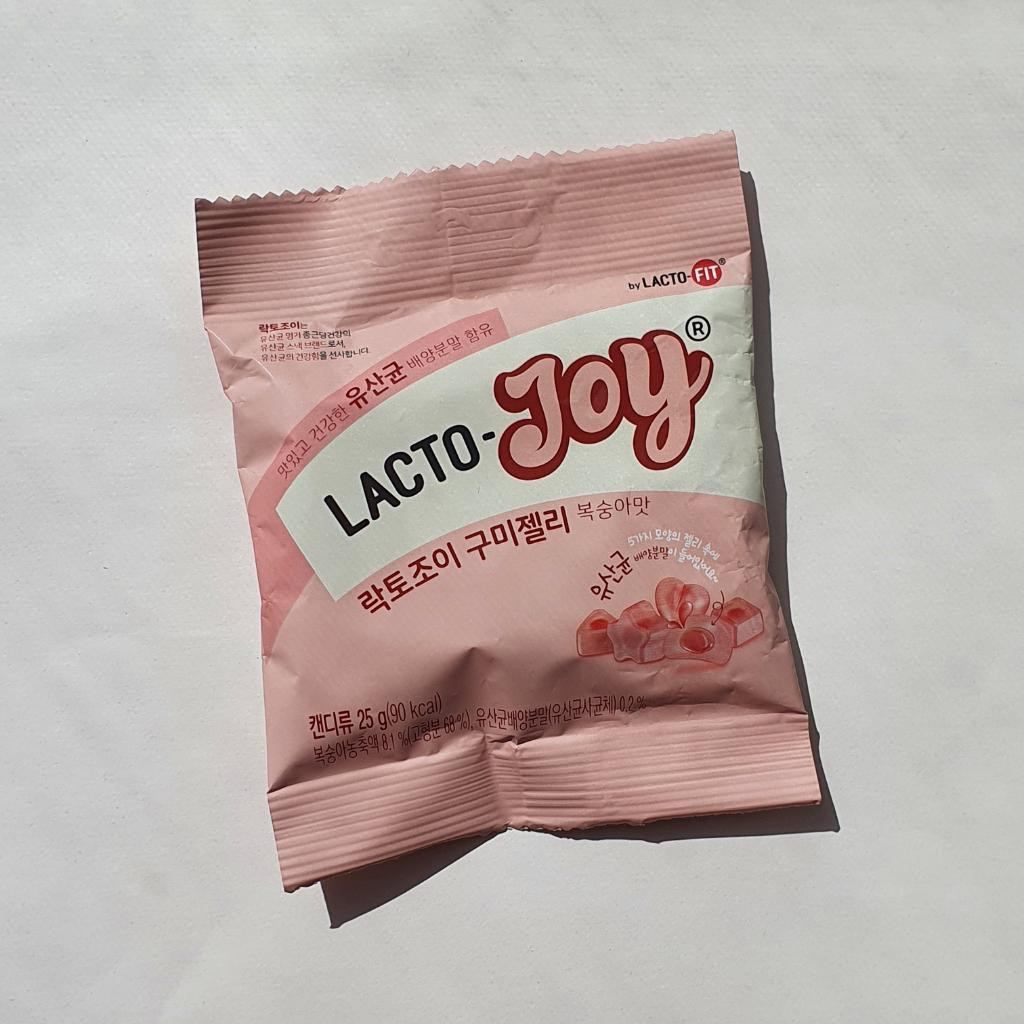 by LACTO-FIT®
락토조이는
유산균 명가 종근당건강의
유산균 스낵 브랜드로서,
유산균의 건강힘을 선사합니다.
맛있고 건강한 유산균 배양분말 함유
LACTO-Joy®
락토조이 구미젤리 복숭아맛
5가지 모양의 젤리 속에
유산균 배양분말이 들어있어요~
캔디류 25 g(90 kcal)
복숭아농축액 8.1 %(고형분 68 %), 유산균배양분말(유산균사균체) 0.2 %